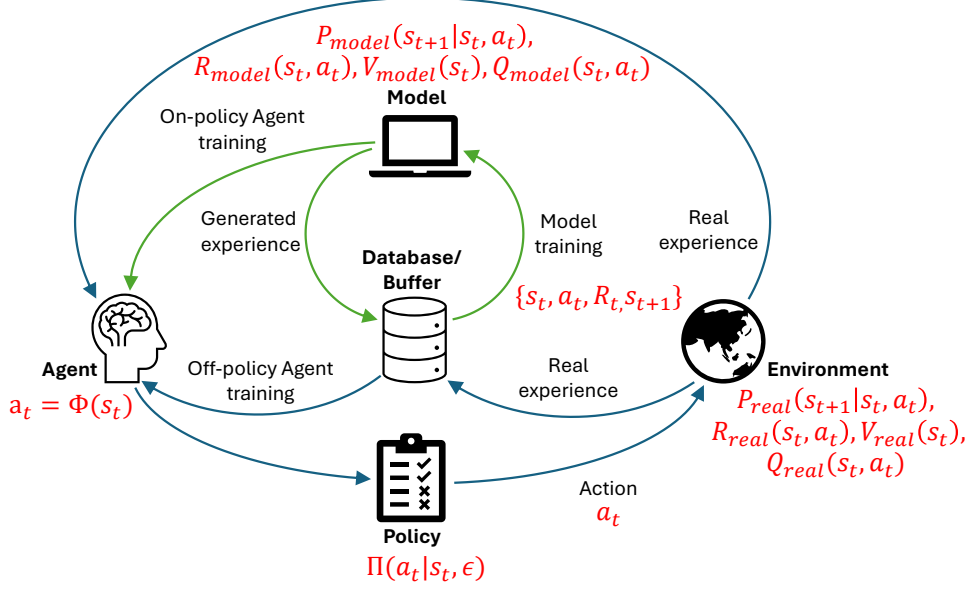 P_{model}(s_{t+1}|s_t, a_t),
R_{model}(s_t, a_t), V_{model}(s_t), Q_{model}(s_t, a_t)
Model
On-policy Agent
training
Generated
experience
Model
training
Real
experience
Database/
Buffer
{s_t, a_t, R_{t,}s_{t+1}}
Agent
a_t = Φ(s_t)
Off-policy Agent
training
Real
experience
Environment
P_{real}(s_{t+1}|s_t, a_t),
R_{real}(s_t, a_t), V_{real}(s_t),
Q_{real}(s_t, a_t)
Action
a_t
Policy
Π(a_t|s_t, ϵ)